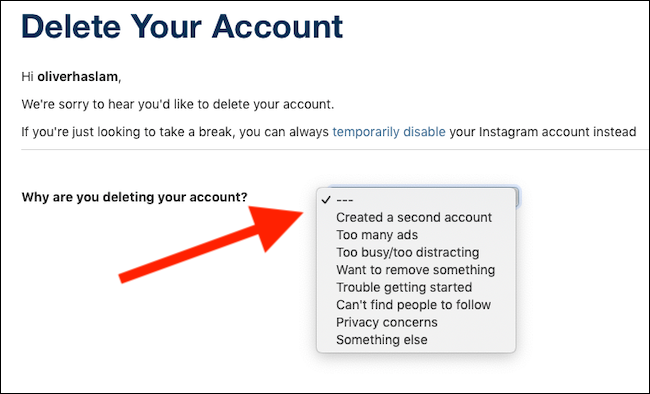 Delete Your Account
Hi oliverhaslam,
We're sorry to hear you'd like to delete your account.
If you're just looking to take a break, you can always temporarily disable your Instagram account instead
Why are you deleting your account?
✓ ---
Created a second account
Too many ads
Too busy/too distracting
Want to remove something
Trouble getting started
Can't find people to follow
Privacy concerns
Something else